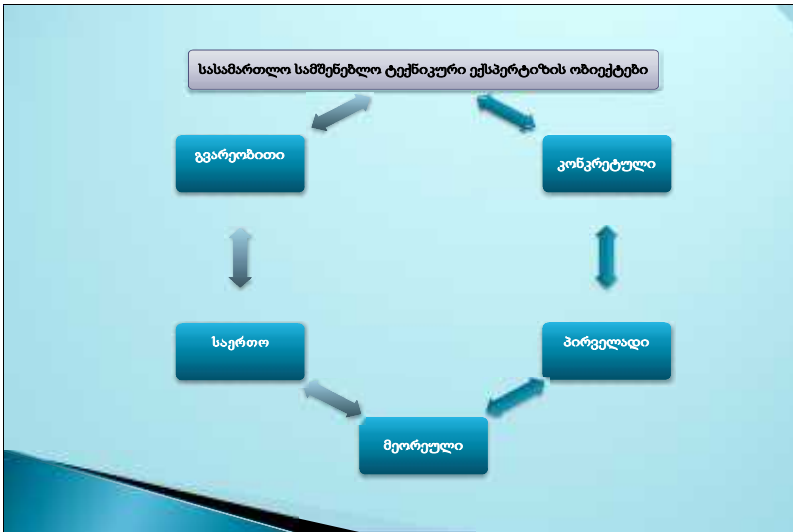 სასამართლო სამშენებლო ტექნიკური ექსპერტიზის ობიექტები
გვარეობითი
კონკრეტული
საერთო
პირველადი
მეორეული